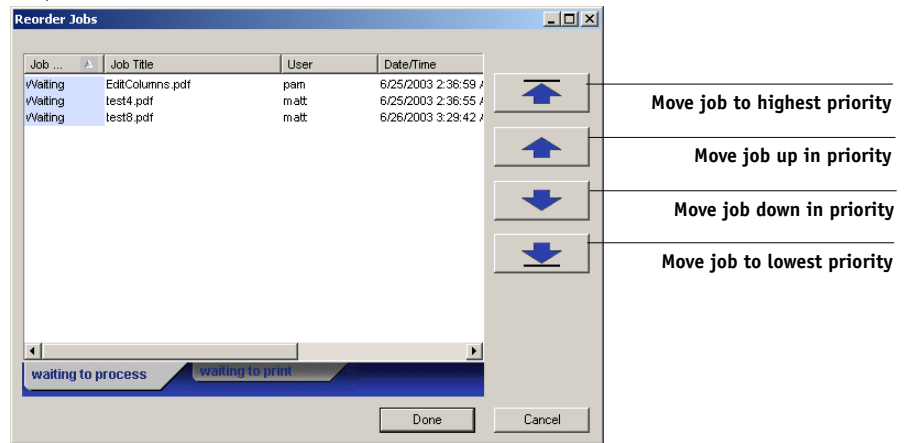 Reorder Jobs
Job ... Job Title User Date/Time
Waiting EditColumns.pdf pam 6/25/2003 2:36:59 A
Waiting test4.pdf matt 6/25/2003 2:36:55 A
Waiting test8.pdf matt 6/26/2003 3:29:42 A
Move job to highest priority
Move job up in priority
Move job down in priority
Move job to lowest priority
waiting to process waiting to print
Done Cancel